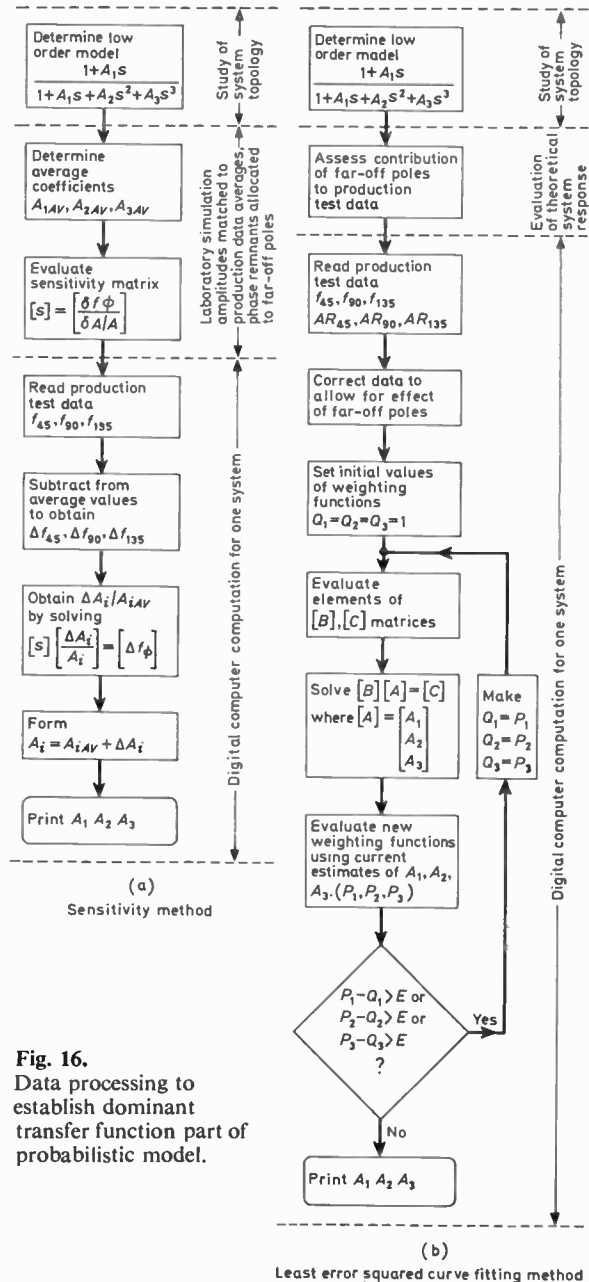 Determine low
order model
1+A₁s
1+A₁s+A₂s²+A₃s³
Study of
system
topology
Determine
average
coefficients
A₁AV, A₂AV, A₃AV
Evaluate
sensitivity matrix
[s] = [δfϕ / δA/A]
Laboratory simulation
amplitudes matched to
production data averages,
phase remnants allocated
to far-off poles
Read production
test data
f₄₅, f₉₀, f₁₃₅
Subtract from
average values
to obtain
Δf₄₅, Δf₉₀, Δf₁₃₅
Obtain ΔAᵢ/AᵢAV
by solving
[s] [ΔAᵢ / Aᵢ] = [Δfϕ]
Form
Aᵢ = AᵢAV + ΔAᵢ
Print A₁ A₂ A₃
Digital computer computation for one system
(a)
Sensitivity method
Determine low
order model
1+A₁s
1+A₁s+A₂s²+A₃s³
Study of
system
topology
Assess contribution
of far-off poles
to production
test data
Evaluation
of theoretical
system
response
Read production
test data
f₄₅, f₉₀, f₁₃₅
AR₄₅, AR₉₀, AR₁₃₅
Correct data to
allow for effect
of far-off poles
Set initial values
of weighting
functions
Q₁=Q₂=Q₃=1
Evaluate
elements of
[B], [C] matrices
Solve [B][A]=[C]
where [A] = [A₁
A₂
A₃]
Make
Q₁=P₁
Q₂=P₂
Q₃=P₃
Evaluate new
weighting functions
using current
estimates of A₁, A₂,
A₃.(P₁, P₂, P₃)
P₁−Q₁>E or
P₂−Q₂>E or
P₃−Q₃>E
?
Yes
No
Print A₁ A₂ A₃
Digital computer computation for one system
(b)
Least error squared curve fitting method
Fig. 16.
Data processing to
establish dominant
transfer function part of
probabilistic model.